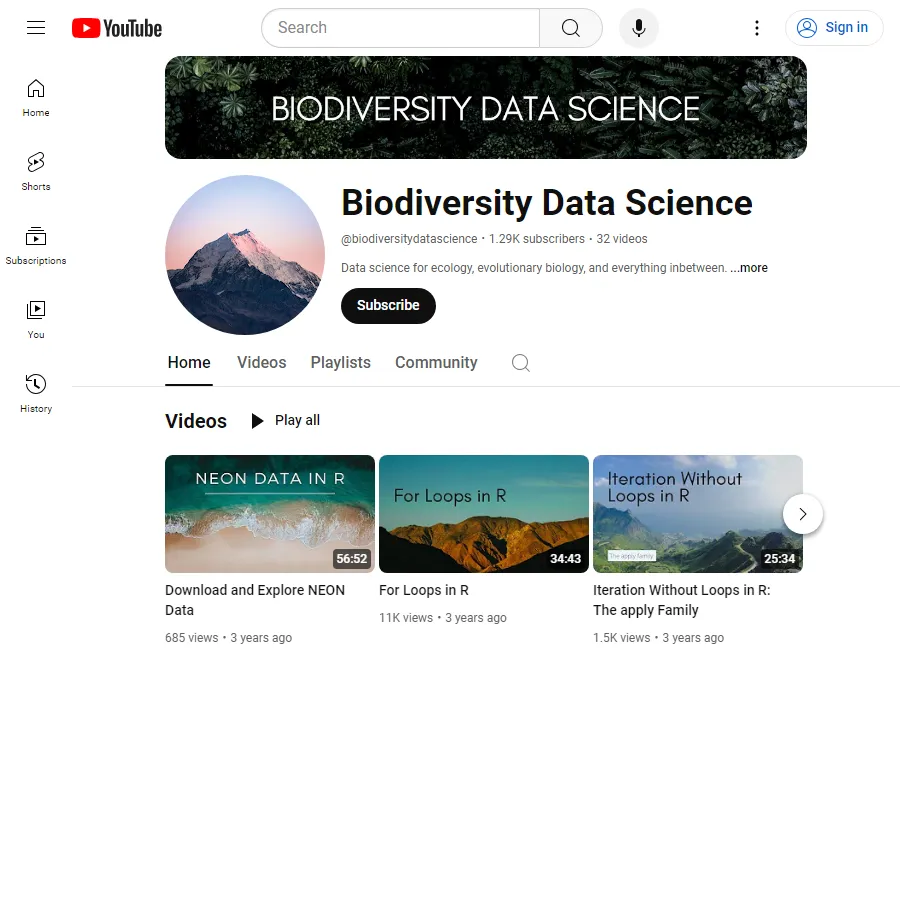 YouTube
Search
Sign in
Home
Shorts
Subscriptions
You
History
BIODIVERSITY DATA SCIENCE
Biodiversity Data Science
@biodiversitydatascience • 1.29K subscribers • 32 videos
Data science for ecology, evolutionary biology, and everything inbetween. ...more
Subscribe
Home Videos Playlists Community
Videos Play all
NEON DATA IN R
56:52
Download and Explore NEON
Data
685 views • 3 years ago
For Loops in R
34:43
For Loops in R
11K views • 3 years ago
Iteration Without
Loops in R
The apply family
25:34
Iteration Without Loops in R:
The apply Family
1.5K views • 3 years ago